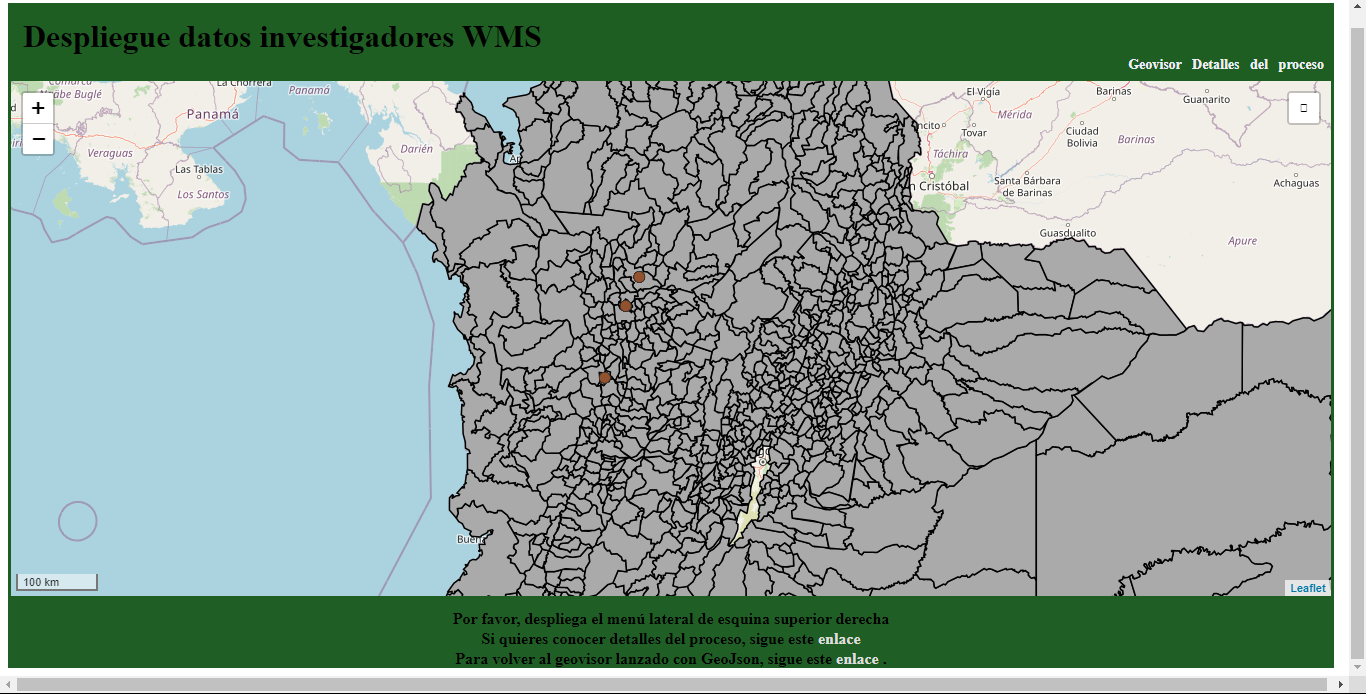 Despliegue datos investigadores WMS
Geovisor Detalles del proceso
La Chorrera
Panamá
El Vigía
Barinas
Guanarito
+
Panamá
Mérida
−
Tovar
Ciudad
Bolivia
Barinas
Darién
Veraguas
Táchira
Las Tablas
n Cristóbal
Santa Bárbara
de Barinas
Achaguas
Los Santos
Guasdualito
Apure
Buen
100 km
Leaflet
Por favor, despliega el menú lateral de esquina superior derecha
Si quieres conocer detalles del proceso, sigue este enlace
Para volver al geovisor lanzado con GeoJson, sigue este enlace .